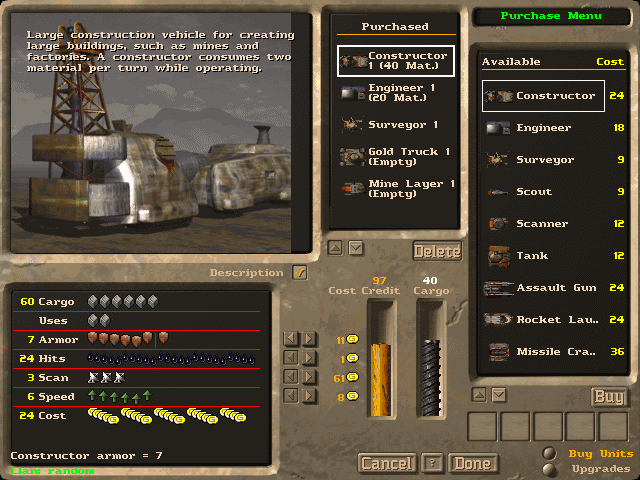 Large construction vehicle for creating
large buildings, such as mines and
factories. A constructor consumes two
material per turn while operating.
Description
Purchased
Constructor
1 (40 Mat.)
Engineer 1
(20 Mat.)
Surveyor 1
Gold Truck 1
(Empty)
Mine Layer 1
(Empty)
Delete
Purchase Menu
Available Cost
Constructor 24
Engineer 18
Surveyor 9
Scout 9
Scanner 12
Tank 12
Assault Gun 24
Rocket Lau.. 24
Missile Cra.. 36
Buy
Buy Units
Upgrades
60 Cargo
Uses
7 Armor
24 Hits
3 Scan
6 Speed
24 Cost
Constructor armor = 7
Clan: random
97 40
Cost Credit Cargo
11
1
61
8
Cancel ? Done